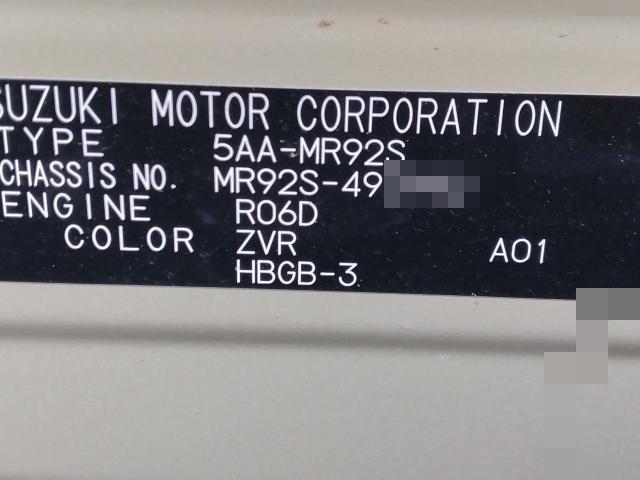 SUZUKI MOTOR CORPORATION
TYPE 5AA-MR92S
CHASSIS NO. MR92S-49
ENGINE R06D
COLOR ZVR A01
HBGB-3